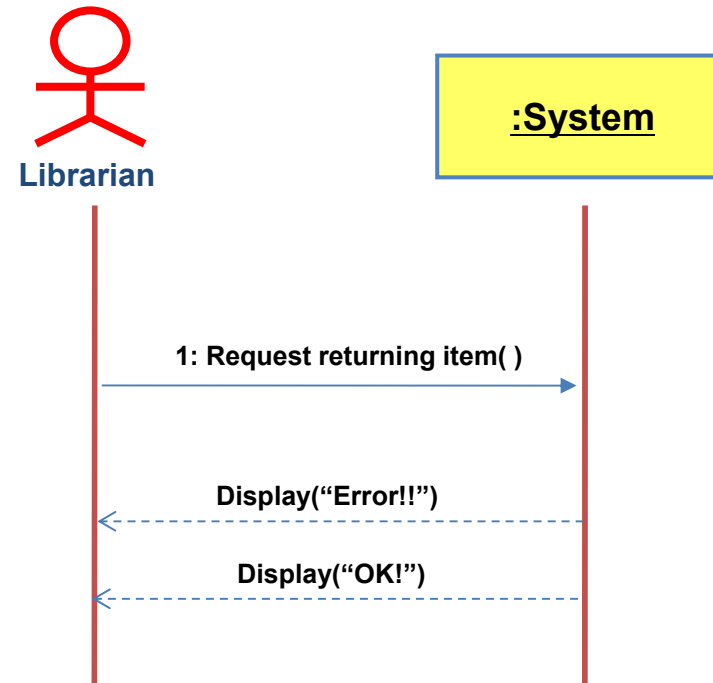 :System
Librarian
1: Request returning item( )
Display(“Error!!”)
Display(“OK!”)